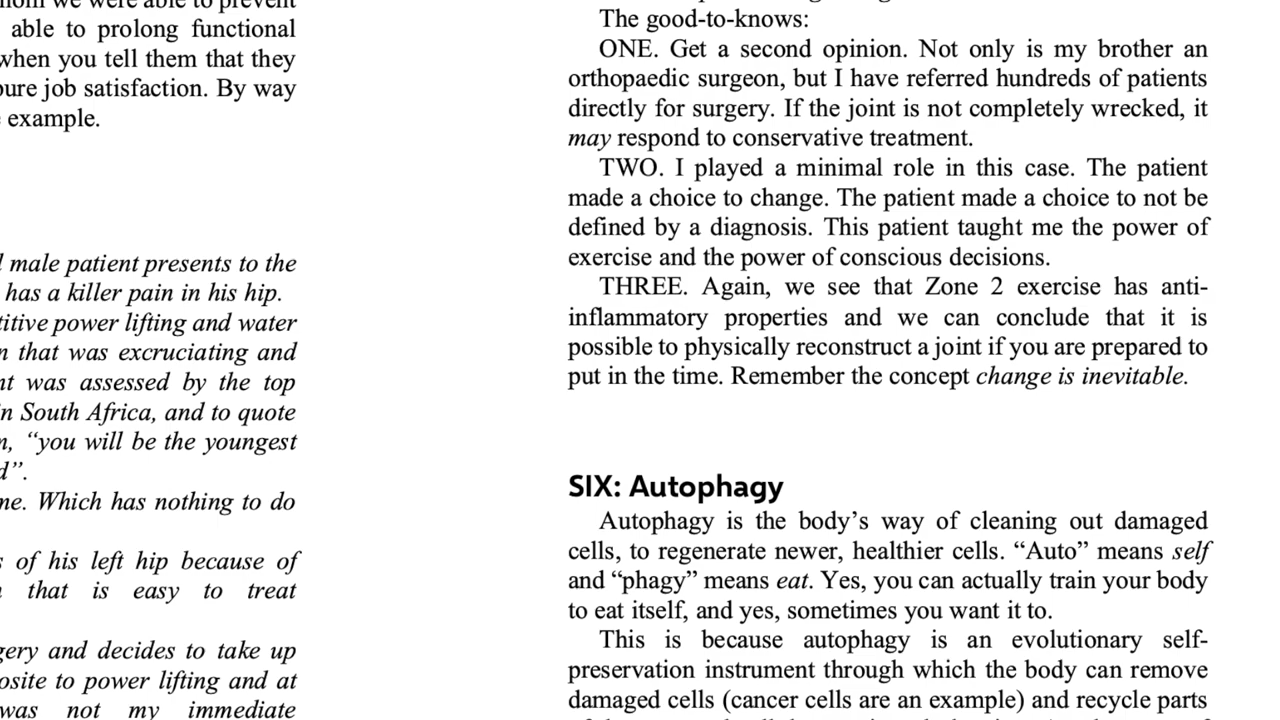 able to prolong functional
when you tell them that they
pure job satisfaction. By way
example.
male patient presents to the
has a killer pain in his hip.
power lifting and water
that was excruciating and
was assessed by the top
in South Africa, and to quote
“you will be the youngest
”.
Which has nothing to do
of his left hip because of
that is easy to treat
and decides to take up
to power lifting and at
was not my immediate
The good-to-knows:
ONE. Get a second opinion. Not only is my brother an
orthopaedic surgeon, but I have referred hundreds of patients
directly for surgery. If the joint is not completely wrecked, it
may respond to conservative treatment.
TWO. I played a minimal role in this case. The patient
made a choice to change. The patient made a choice to not be
defined by a diagnosis. This patient taught me the power of
exercise and the power of conscious decisions.
THREE. Again, we see that Zone 2 exercise has anti-
inflammatory properties and we can conclude that it is
possible to physically reconstruct a joint if you are prepared to
put in the time. Remember the concept change is inevitable.
SIX: Autophagy
Autophagy is the body’s way of cleaning out damaged
cells, to regenerate newer, healthier cells. “Auto” means self
and “phagy” means eat. Yes, you can actually train your body
to eat itself, and yes, sometimes you want it to.
This is because autophagy is an evolutionary self-
preservation instrument through which the body can remove
damaged cells (cancer cells are an example) and recycle parts